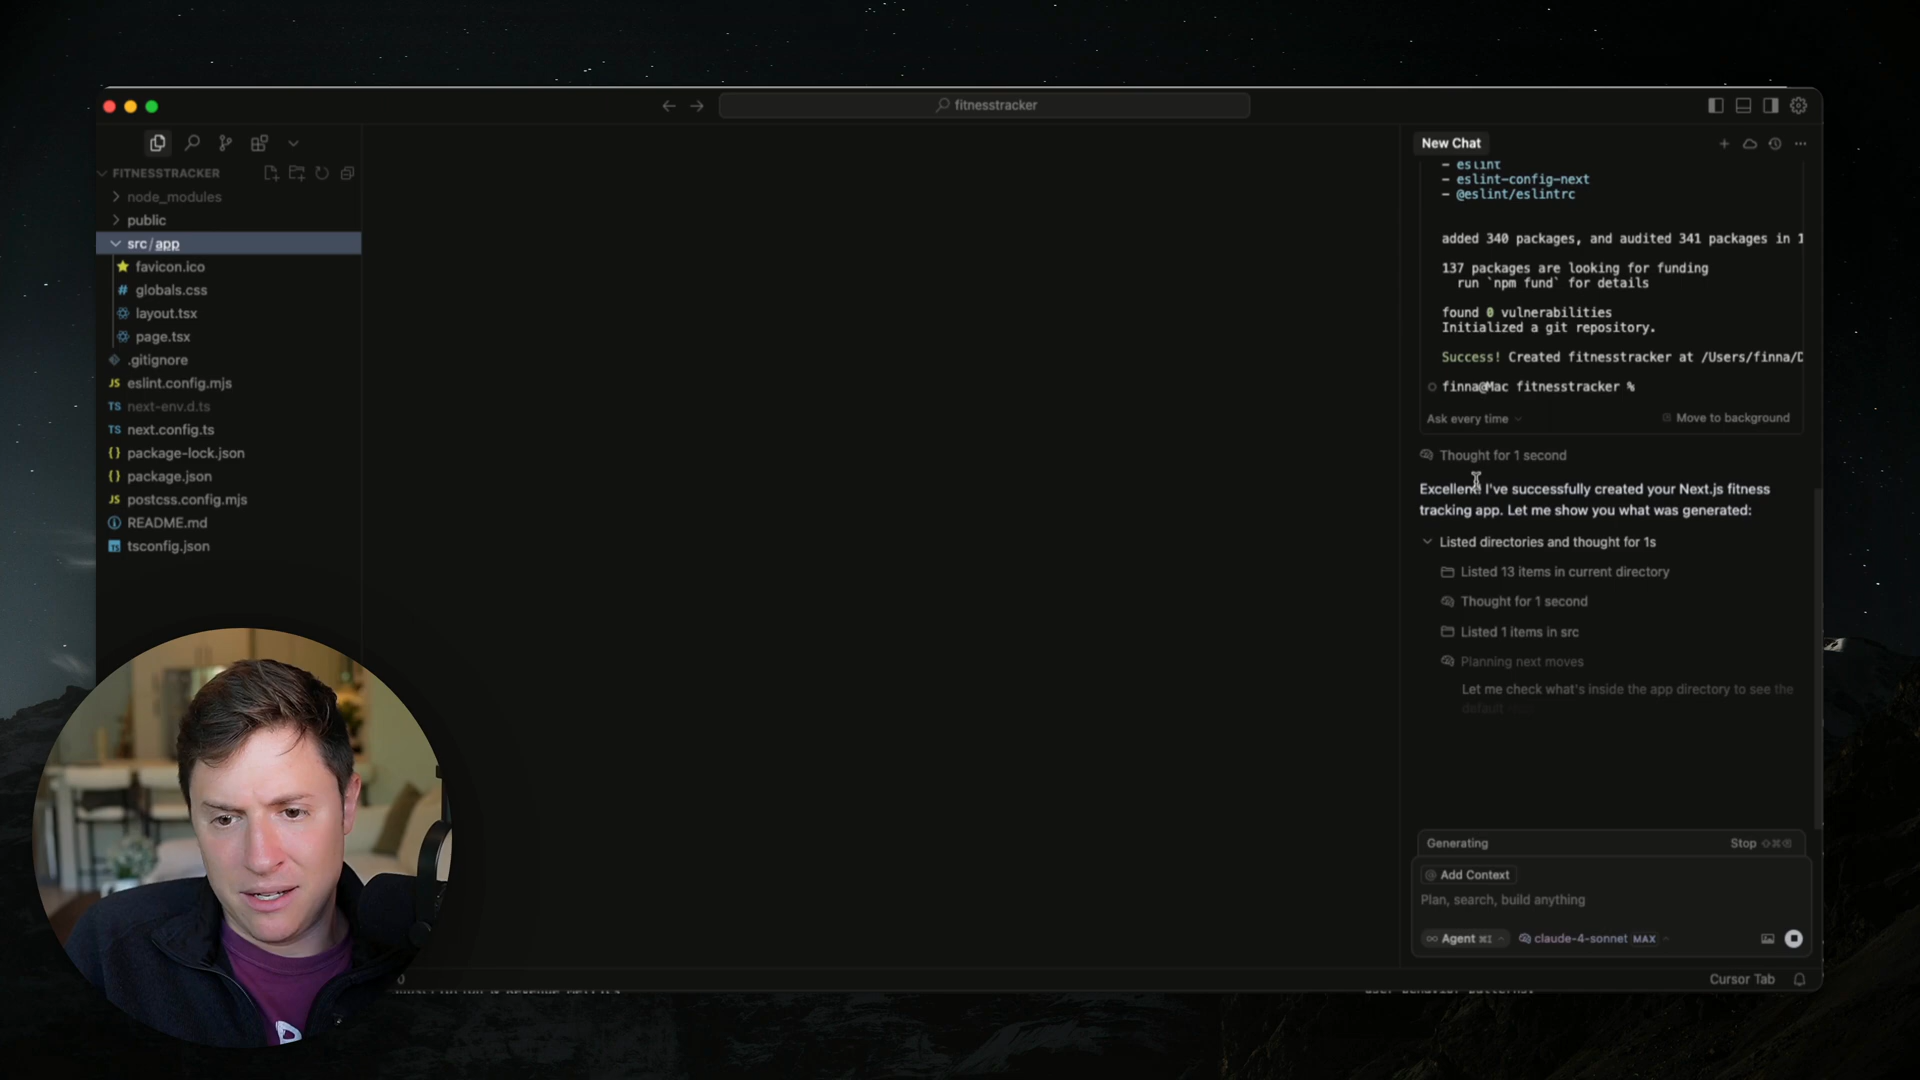 fitnesstracker
FITNESSTRACKER
node_modules
public
src/app
favicon.ico
# globals.css
layout.tsx
page.tsx
.gitignore
JS eslint.config.mjs
TS next-env.d.ts
TS next.config.ts
{} package-lock.json
{} package.json
JS postcss.config.mjs
README.md
TS tsconfig.json
New Chat
- eslint
- eslint-config-next
- @eslint/eslintrc
added 340 packages, and audited 341 packages in 1
137 packages are looking for funding
run `npm fund` for details
found 0 vulnerabilities
Initialized a git repository.
Success! Created fitnesstracker at /Users/finna/D
finna@Mac fitnesstracker %
Ask every time
Move to background
Thought for 1 second
Excellent! I've successfully created your Next.js fitness
tracking app. Let me show you what was generated:
Listed directories and thought for 1s
Listed 13 items in current directory
Thought for 1 second
Listed 1 items in src
Planning next moves
Let me check what's inside the app directory to see the
default
Generating
Stop
@ Add Context
Plan, search, build anything
∞ Agent ⌘I
claude-4-sonnet MAX
Cursor Tab